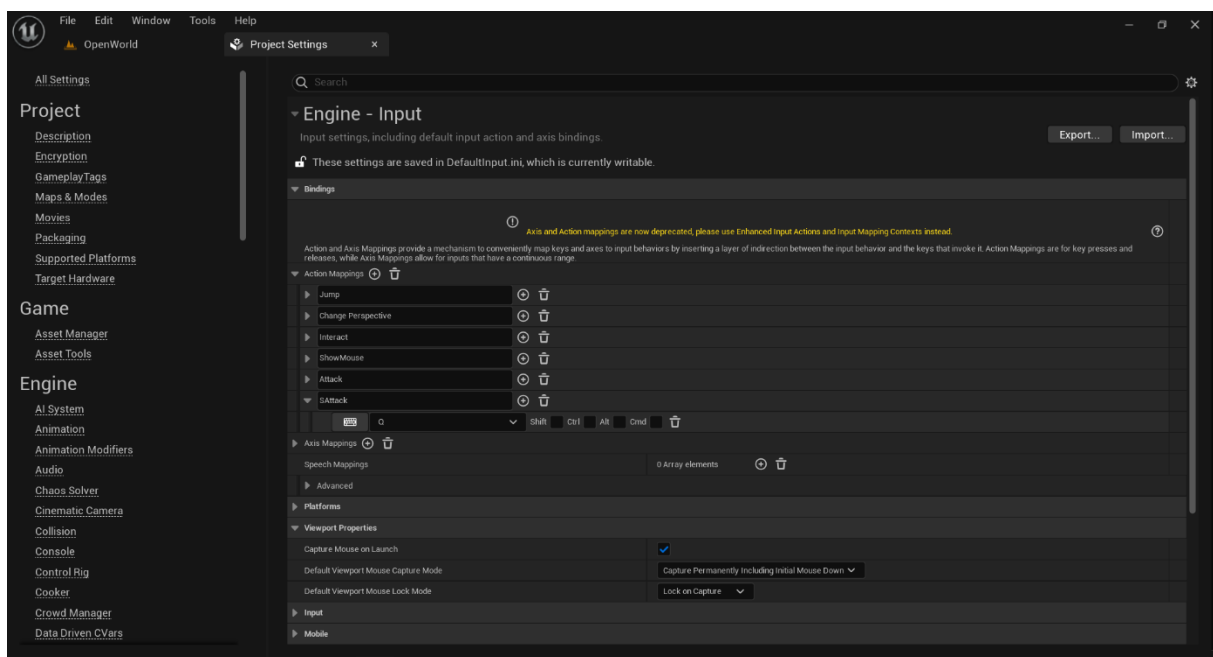 File Edit Window Tools Help
OpenWorld
Project Settings
All Settings
Project
Description
Encryption
GameplayTags
Maps & Modes
Movies
Packaging
Supported Platforms
Target Hardware
Game
Asset Manager
Asset Tools
Engine
AI System
Animation
Animation Modifiers
Audio
Chaos Solver
Cinematic Camera
Collision
Console
Control Rig
Cooker
Crowd Manager
Data Driven CVars
Search
Engine - Input
Input settings, including default input action and axis bindings.
Export... Import...
These settings are saved in DefaultInput.ini, which is currently writable.
Bindings
Axis and Action mappings are now deprecated, please use Enhanced Input Actions and Input Mapping Contexts instead.
Action and Axis Mappings provide a mechanism to conveniently map keys and axes to input behaviors by inserting a layer of indirection between the input behavior and the keys that invoke it. Action Mappings are for key presses and
releases, while Axis Mappings allow for inputs that have a continuous range.
Action Mappings
Jump
Change Perspective
Interact
ShowMouse
Attack
SAttack
Q Shift Ctrl Alt Cmd
Axis Mappings
Speech Mappings 0 Array elements
Advanced
Platforms
Viewport Properties
Capture Mouse on Launch
Default Viewport Mouse Capture Mode Capture Permanently Including Initial Mouse Down
Default Viewport Mouse Lock Mode Lock on Capture
Input
Mobile